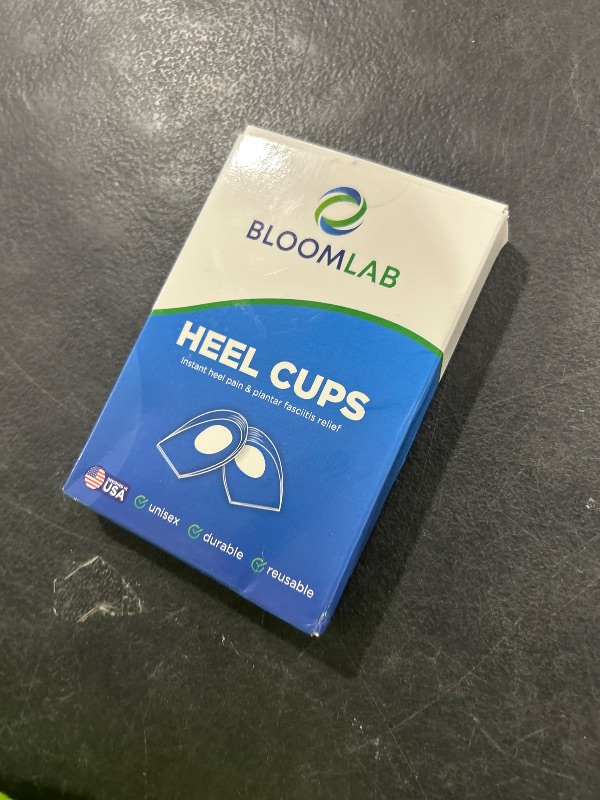 BLOOMLAB
HEEL CUPS
Instant heel pain & plantar fasciitis relief
USA
unisex
durable
reusable